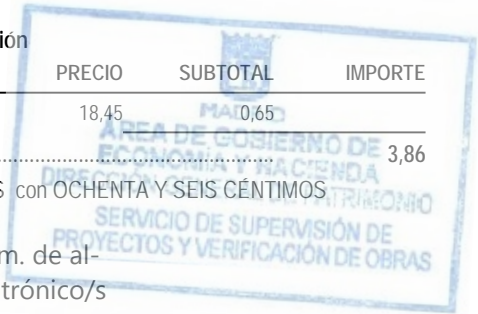 ión
PRECIO SUBTOTAL IMPORTE
18,45 0,65
MADRID
ÁREA DE GOBIERNO DE
3,86
ECONOMÍA Y HACIENDA
DIRECCIÓN GENERAL DE PATRIMONIO
S con OCHENTA Y SEIS CÉNTIMOS
SERVICIO DE SUPERVISIÓN DE
PROYECTOS Y VERIFICACIÓN DE OBRAS
m. de al-
trónico/s